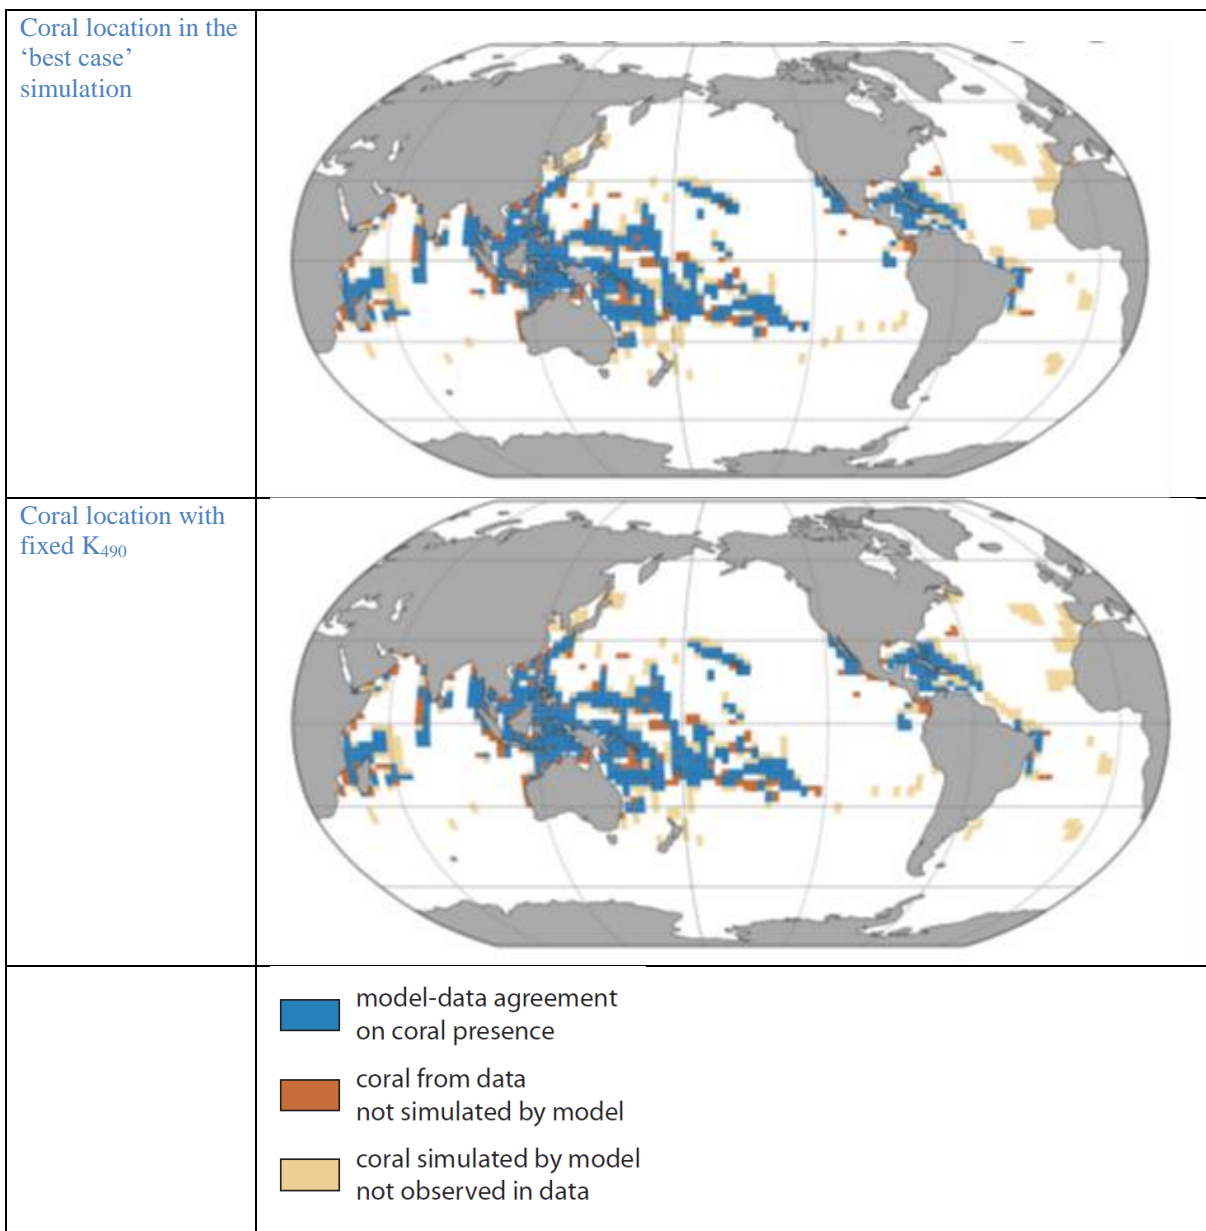 Coral location in the
‘best case’
simulation
Coral location with
fixed K₄₉₀
model-data agreement
on coral presence
coral from data
not simulated by model
coral simulated by model
not observed in data